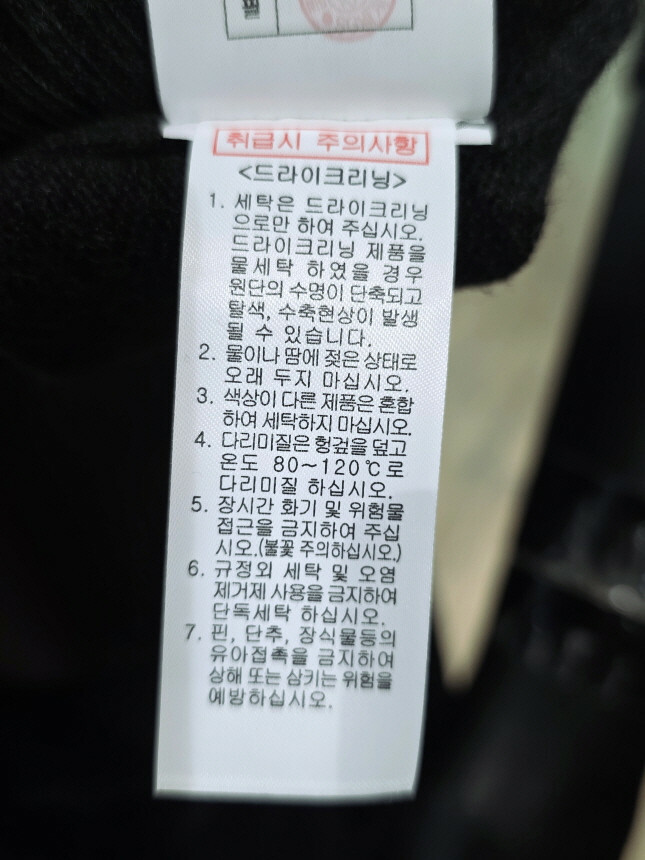 취급시 주의사항
<드라이크리닝>
1. 세탁은 드라이크리닝
으로만 하여 주십시오.
드라이크리닝 제품을
물세탁 하였을 경우
원단의 수명이 단축되고
탈색, 수축현상이 발생
될 수 있습니다.
2. 물이나 땀에 젖은 상태로
오래 두지 마십시오.
3. 색상이 다른 제품은 혼합
하여 세탁하지 마십시오.
4. 다리미질은 헝겊을 덮고
온도 80~120℃로
다리미질 하십시오.
5. 장시간 화기 및 위험물
접근을 금지하여 주십
시오.(불꽃 주의하십시오.)
6. 규정외 세탁 및 오염
제거제 사용을 금지하여
단독세탁 하십시오.
7. 핀, 단추, 장식물등의
유아접촉을 금지하여
상해 또는 삼키는 위험을
예방하십시오.